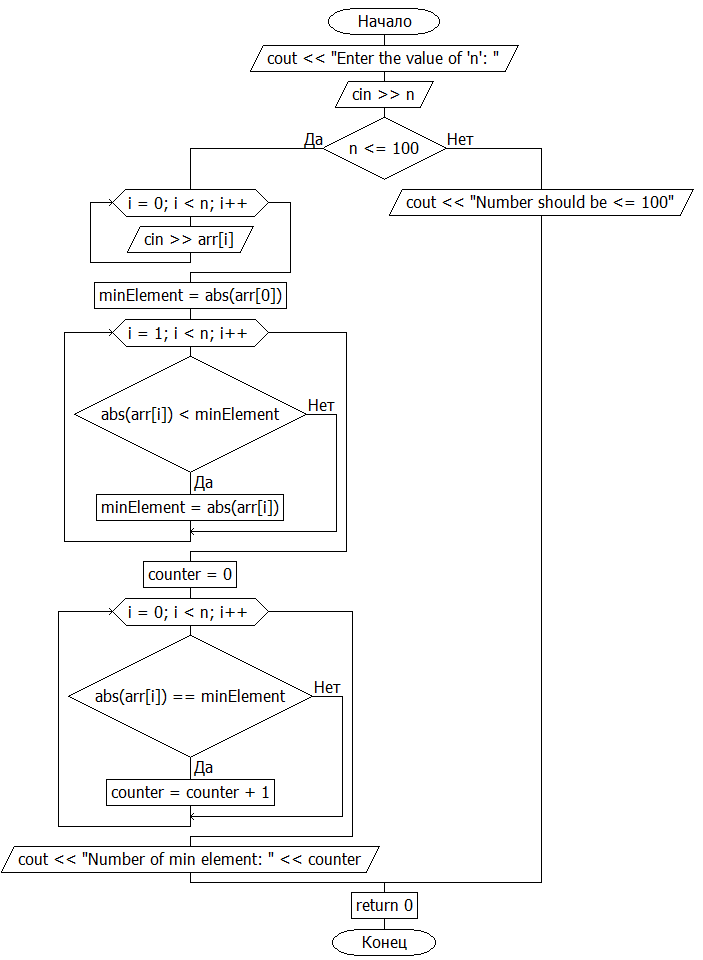 Начало
cout << "Enter the value of 'n': "
cin >> n
Да
Нет
n <= 100
i = 0; i < n; i++
cout << "Number should be <= 100"
cin >> arr[i]
minElement = abs(arr[0])
i = 1; i < n; i++
abs(arr[i]) < minElement
Нет
Да
minElement = abs(arr[i])
counter = 0
i = 0; i < n; i++
abs(arr[i]) == minElement
Нет
Да
counter = counter + 1
cout << "Number of min element: " << counter
return 0
Конец